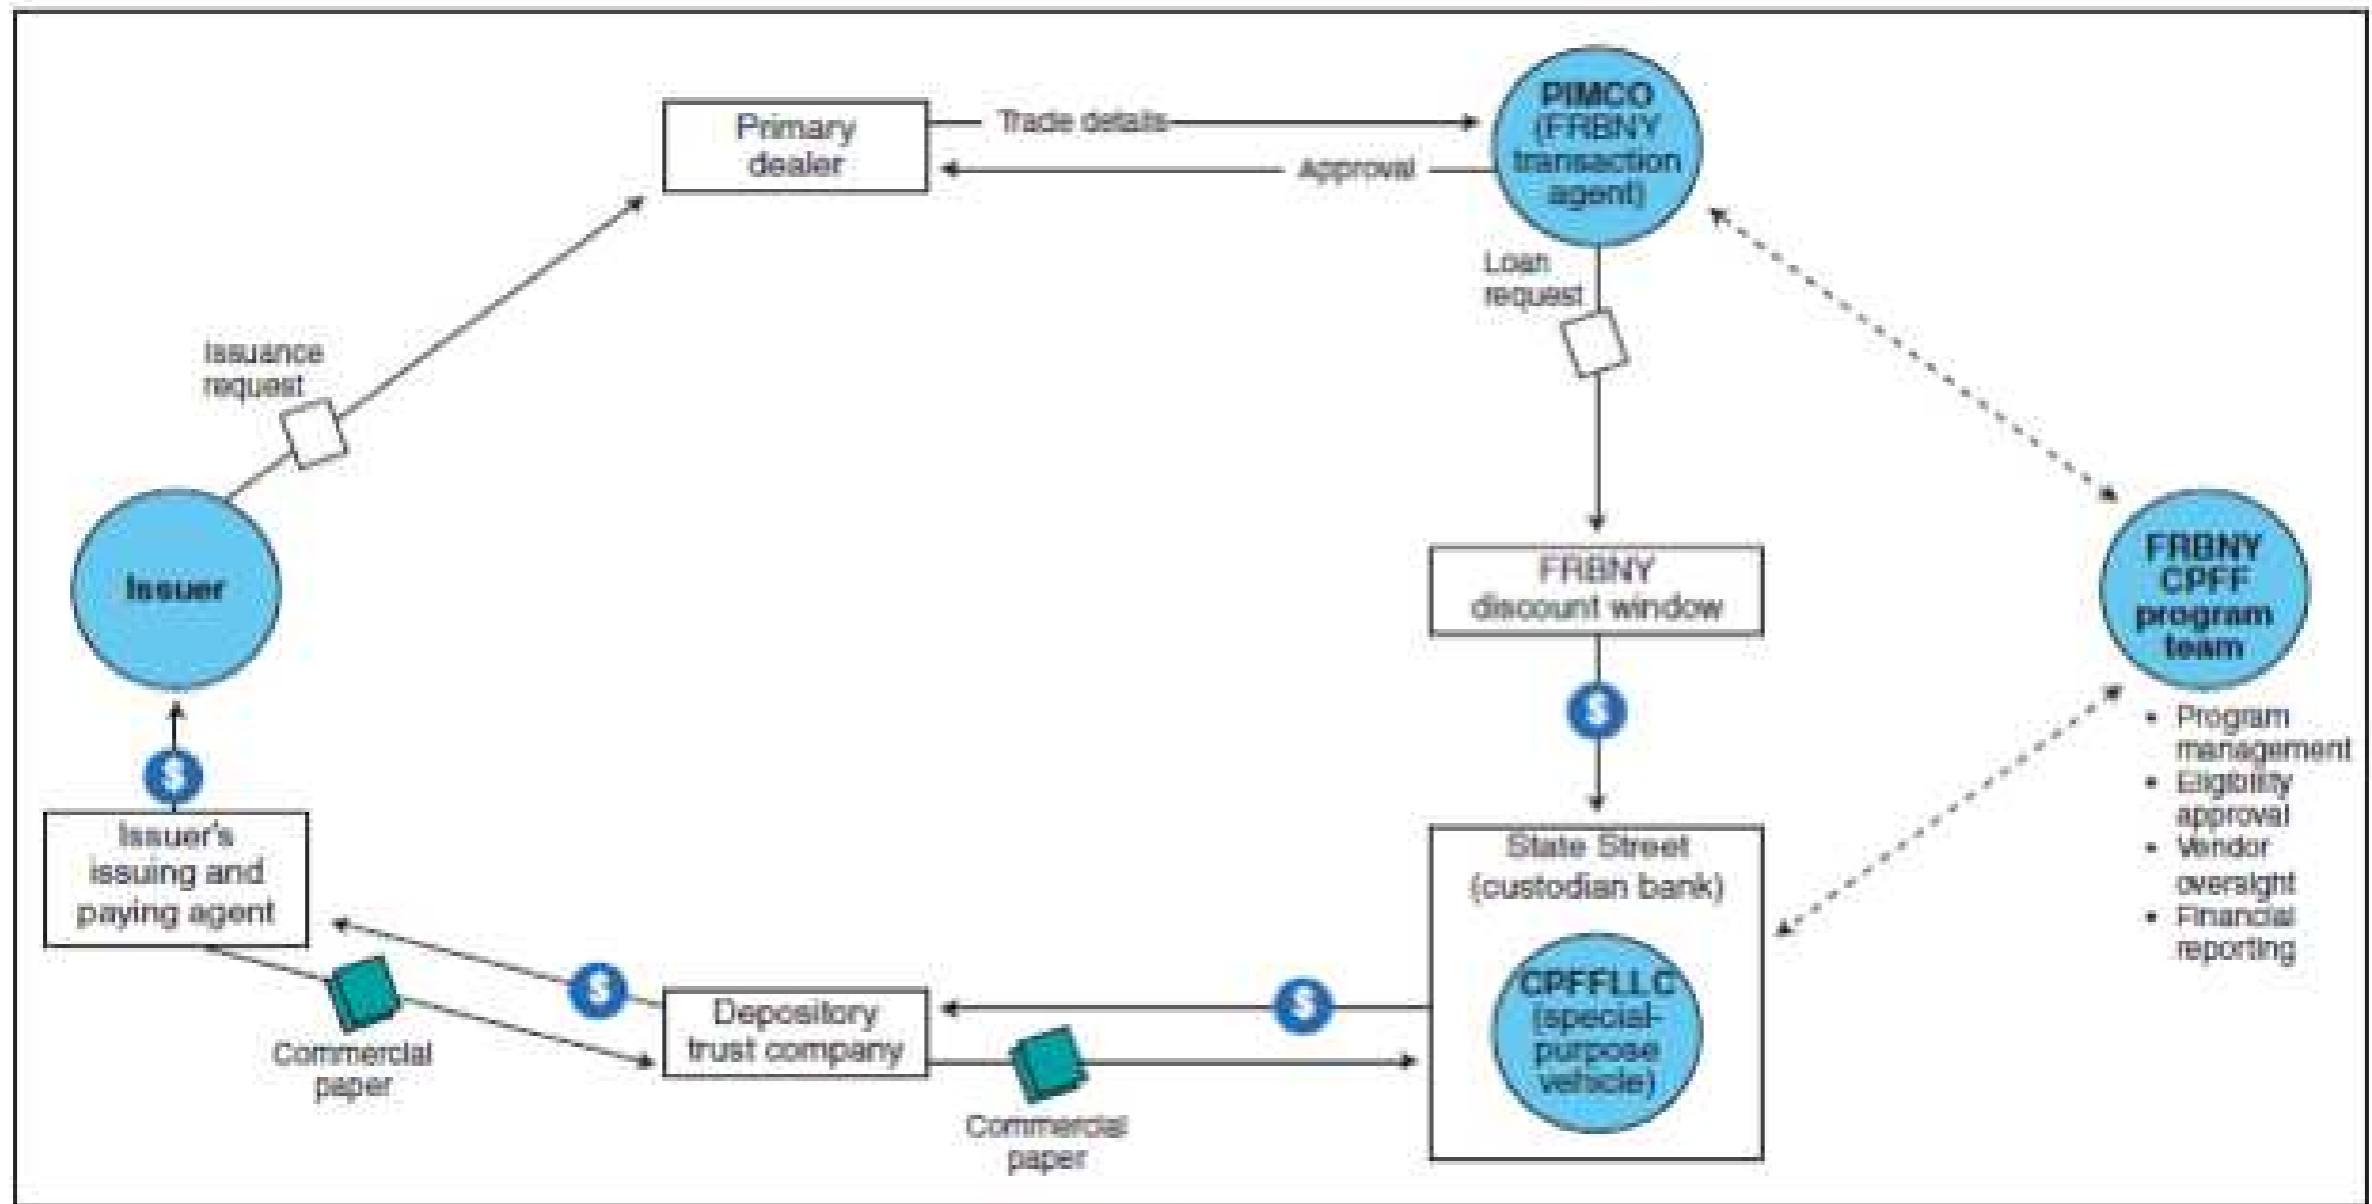 Primary
dealer
Trade details
Approval
PIMCO
(FRBNY
transaction
agent)
Loan
request
Issuance
request
Issuer
FRBNY
discount window
FRBNY
CPFF
program
team
$
• Program
management
• Eligibility
approval
• Vendor
oversight
• Financial
reporting
$
Issuer's
issuing and
paying agent
State Street
(custodian bank)
CPFFLLC
(special-
purpose
vehicle)
$
$
Depository
trust company
Commercial
paper
Commercial
paper